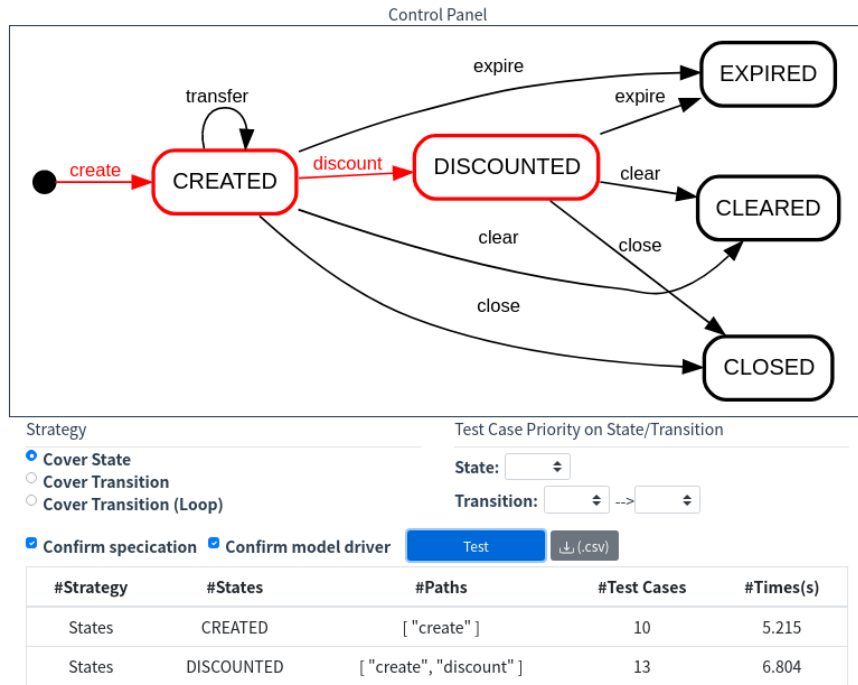 Control Panel
expire
EXPIRED
transfer
expire
create
CREATED
discount
DISCOUNTED
clear
CLEARED
clear
close
close
CLOSED
Strategy
Test Case Priority on State/Transition
Cover State
Cover Transition
Cover Transition (Loop)
State:
Transition: -->
Confirm specication Confirm model driver Test (.csv)
#Strategy #States #Paths #Test Cases #Times(s)
States CREATED [ "create" ] 10 5.215
States DISCOUNTED [ "create", "discount" ] 13 6.804